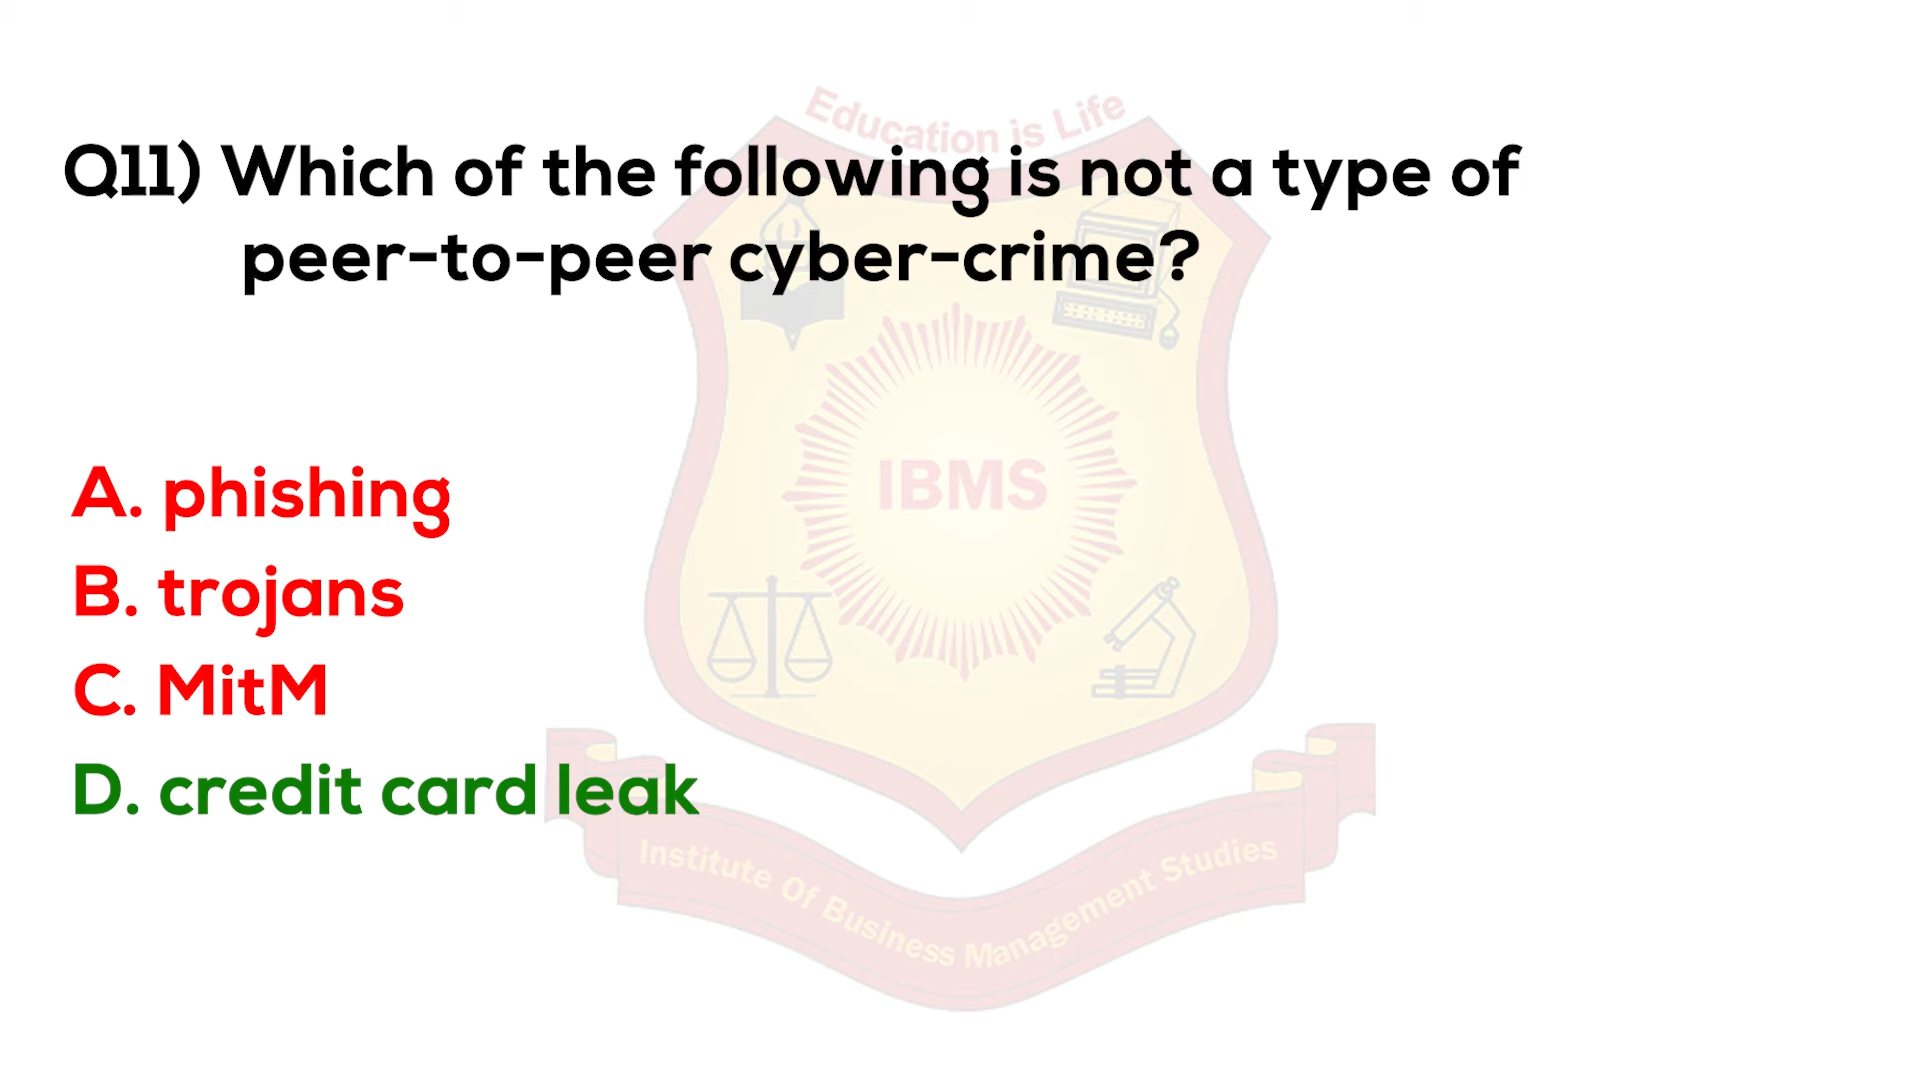 Education is Life
Q11) Which of the following is not a type of
peer-to-peer cyber-crime?
IBMS
A. phishing
B. trojans
C. MitM
D. credit card leak
Institute Of Business Management Studies